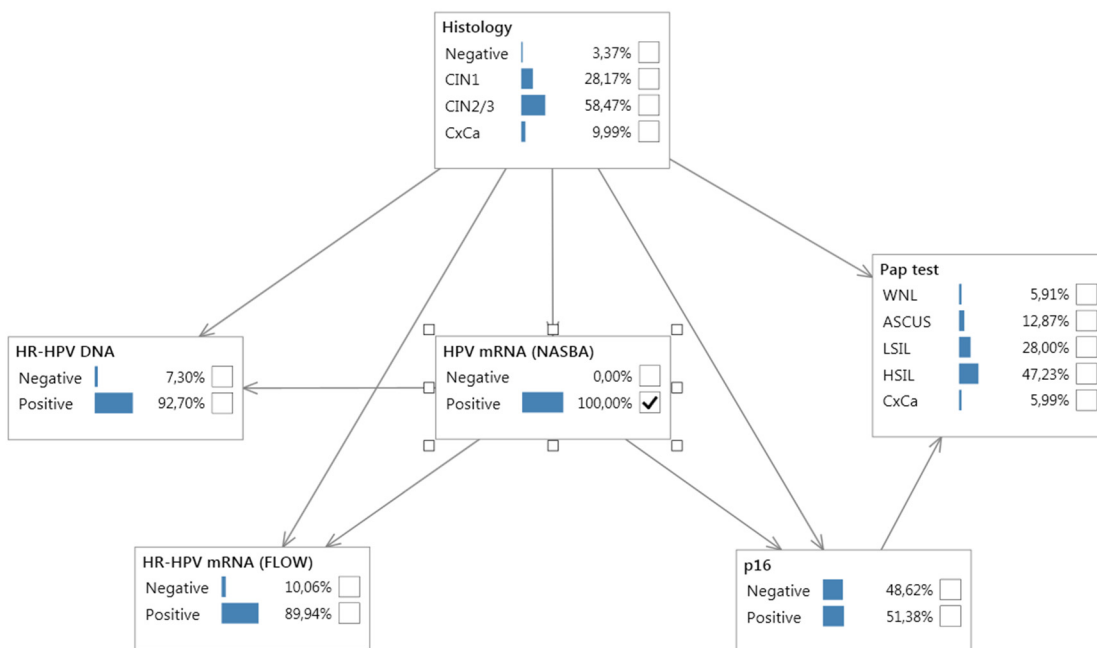 Histology
Negative 3,37%
CIN1 28,17%
CIN2/3 58,47%
CxCa 9,99%
Pap test
WNL 5,91%
ASCUS 12,87%
LSIL 28,00%
HSIL 47,23%
CxCa 5,99%
HR-HPV DNA
Negative 7,30%
Positive 92,70%
HPV mRNA (NASBA)
Negative 0,00%
Positive 100,00%
HR-HPV mRNA (FLOW)
Negative 10,06%
Positive 89,94%
p16
Negative 48,62%
Positive 51,38%